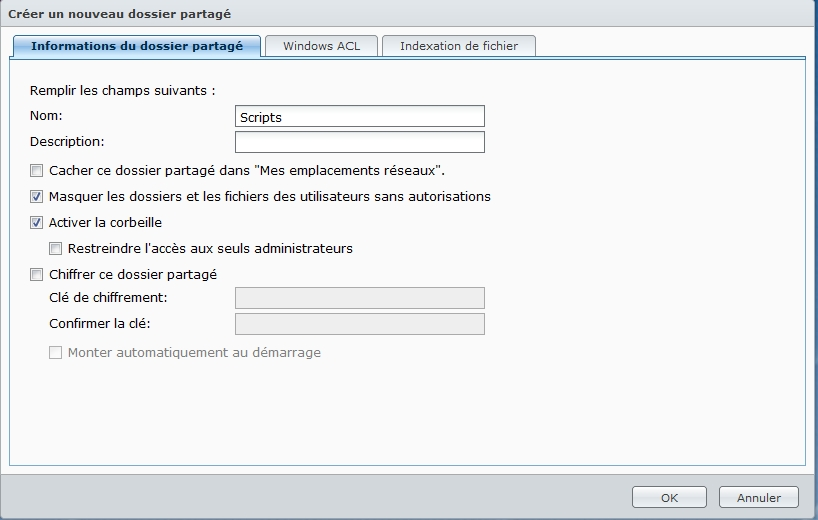 Créer un nouveau dossier partagé
Informations du dossier partagé Windows ACL Indexation de fichier
Remplir les champs suivants :
Nom: Scripts
Description:
Cacher ce dossier partagé dans "Mes emplacements réseaux".
Masquer les dossiers et les fichiers des utilisateurs sans autorisations
Activer la corbeille
Restreindre l'accès aux seuls administrateurs
Chiffrer ce dossier partagé
Clé de chiffrement:
Confirmer la clé:
Monter automatiquement au démarrage
OK Annuler